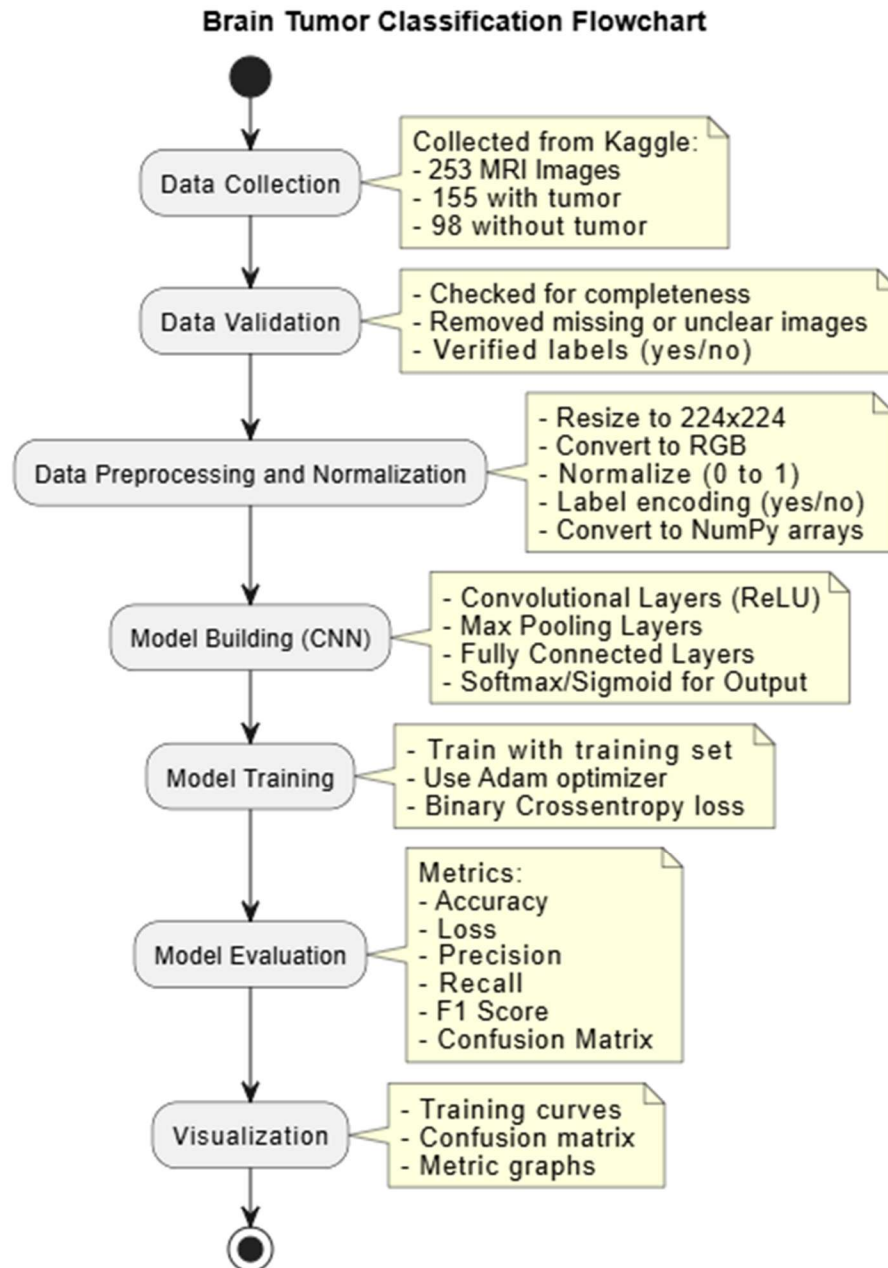 Brain Tumor Classification Flowchart
Data Collection
Collected from Kaggle:
- 253 MRI Images
- 155 with tumor
- 98 without tumor
Data Validation
- Checked for completeness
- Removed missing or unclear images
- Verified labels (yes/no)
Data Preprocessing and Normalization
- Resize to 224x224
- Convert to RGB
- Normalize (0 to 1)
- Label encoding (yes/no)
- Convert to NumPy arrays
Model Building (CNN)
- Convolutional Layers (ReLU)
- Max Pooling Layers
- Fully Connected Layers
- Softmax/Sigmoid for Output
Model Training
- Train with training set
- Use Adam optimizer
- Binary Crossentropy loss
Model Evaluation
Metrics:
- Accuracy
- Loss
- Precision
- Recall
- F1 Score
- Confusion Matrix
Visualization
- Training curves
- Confusion matrix
- Metric graphs